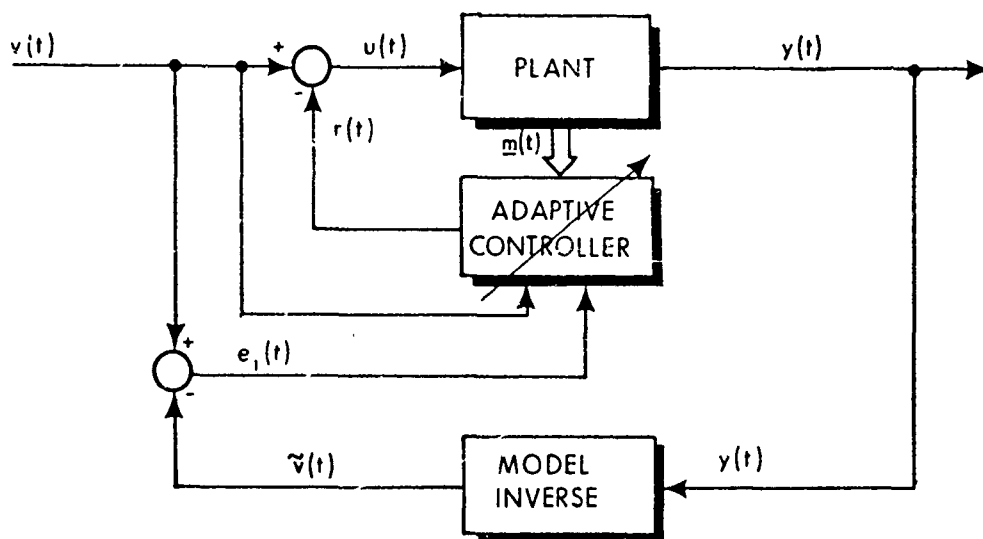 v(t)
+
-
u(t)
PLANT
y(t)
r(t)
m(t)
ADAPTIVE
CONTROLLER
+
-
e₁(t)
ṽ(t)
MODEL
INVERSE
y(t)